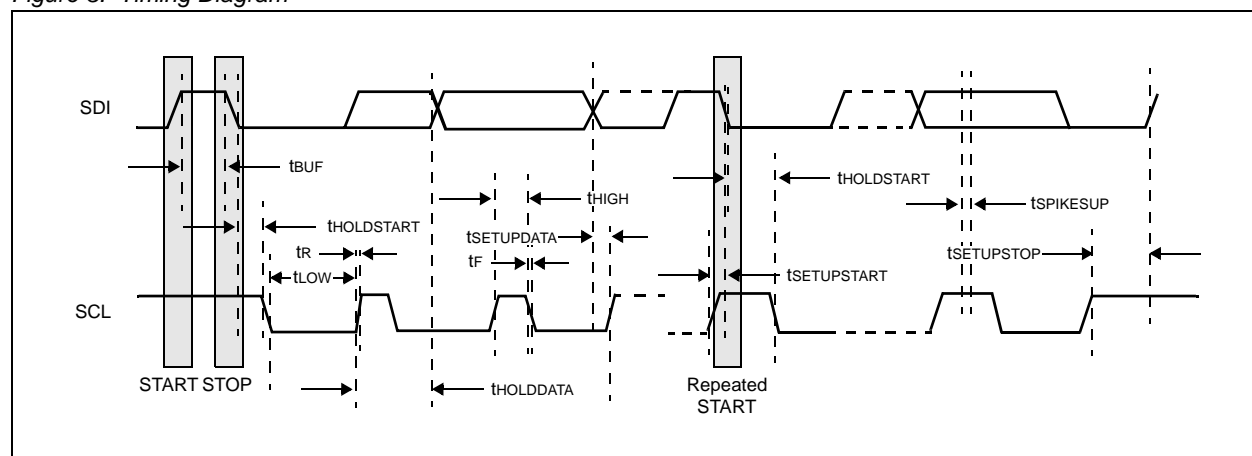 Figure 8. Timing Diagram
SDI
tBUF
tHOLDSTART
tHIGH
tSPIKESUP
tHOLDSTART
tSETUPDATA
tR
tF
tSETUPSTOP
tLOW
tSETUPSTART
SCL
START STOP
tHOLDDATA
Repeated
START